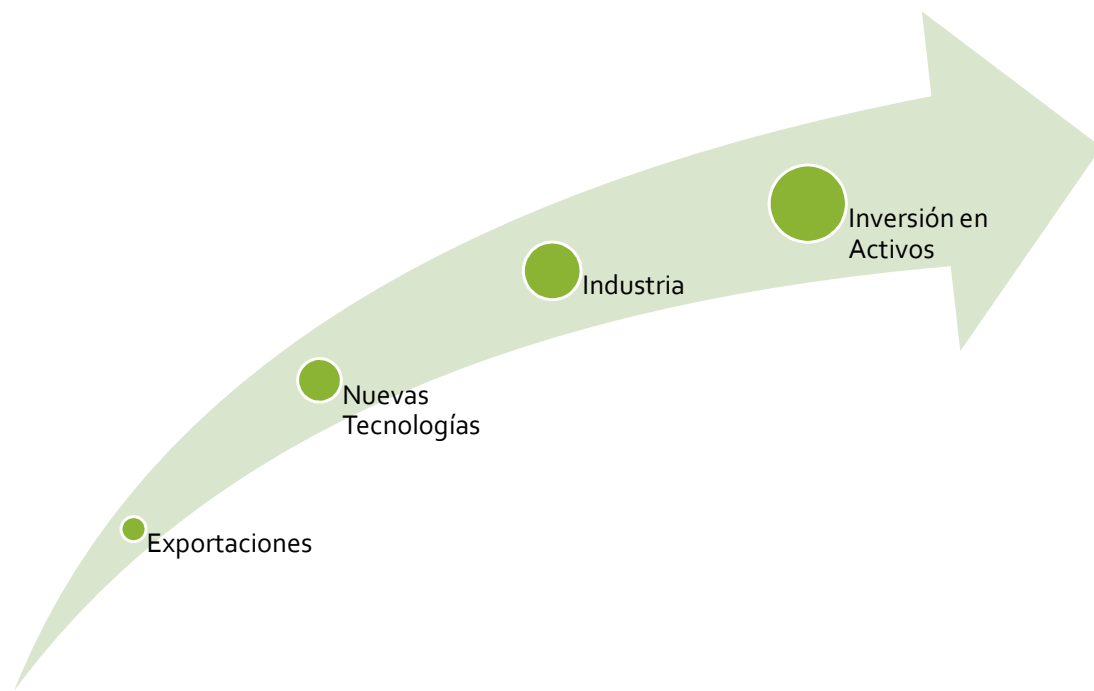 Inversión en
Activos
Industria
Nuevas
Tecnologías
Exportaciones